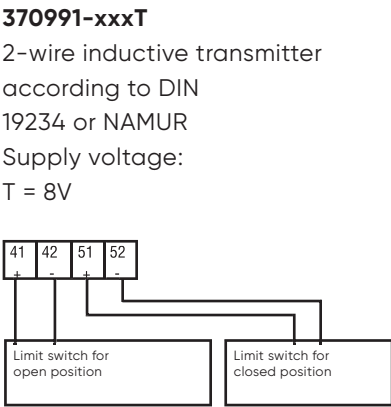 370991-xxxT
2-wire inductive transmitter
according to DIN
19234 or NAMUR
Supply voltage:
T = 8V
41 42 51 52
+ - + -
Limit switch for
open position
Limit switch for
closed position